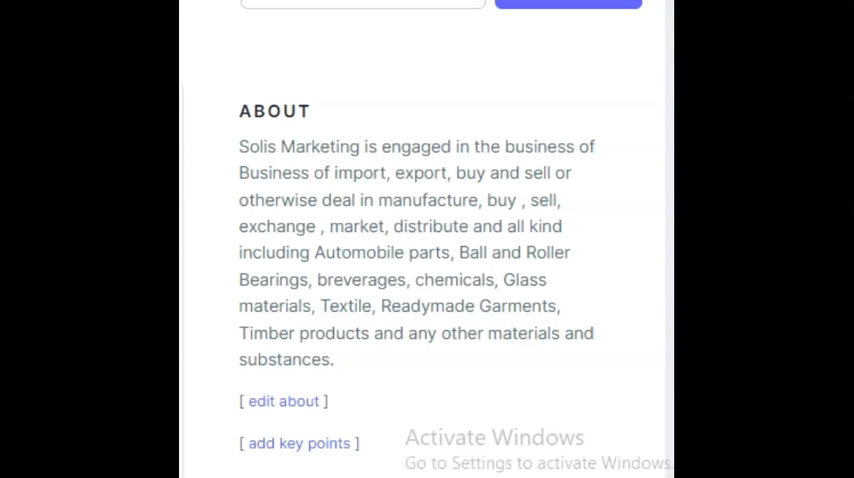 ABOUT
Solis Marketing is engaged in the business of
Business of import, export, buy and sell or
otherwise deal in manufacture, buy , sell,
exchange , market, distribute and all kind
including Automobile parts, Ball and Roller
Bearings, breverages, chemicals, Glass
materials, Textile, Readymade Garments,
Timber products and any other materials and
substances.
[ edit about ]
[ add key points ]
Activate Windows
Go to Settings to activate Windows.